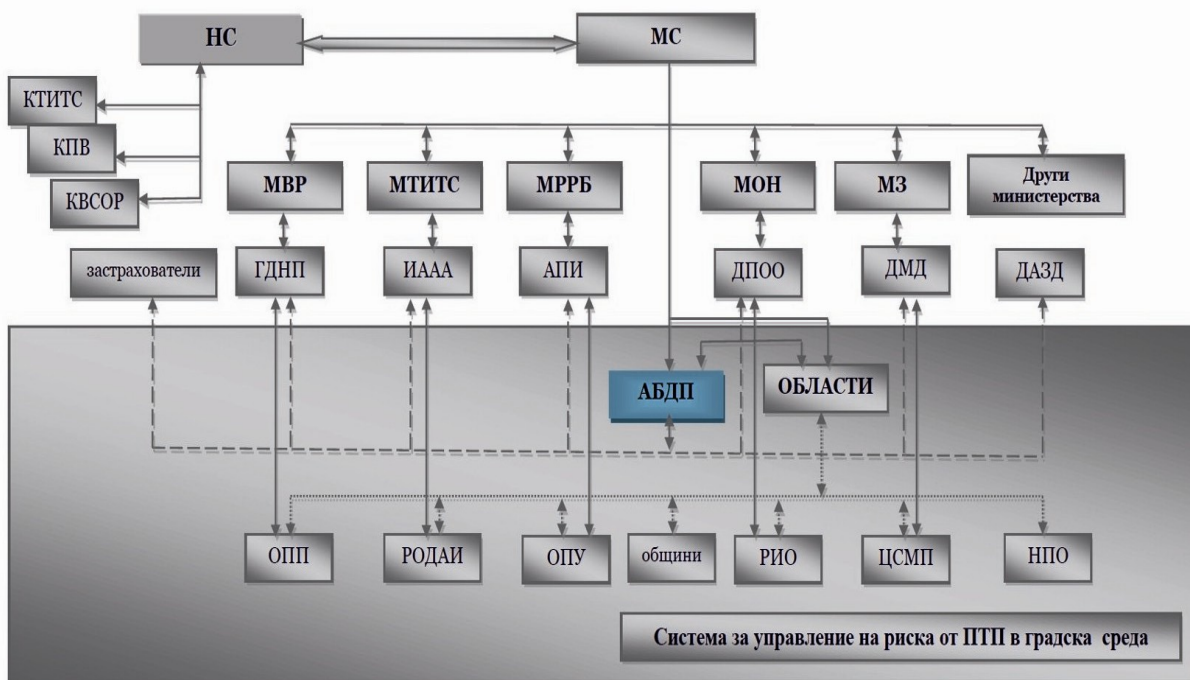 НС
МС
КТИТС
КПВ
КВСОР
МВР
МТИТС
МРРБ
МОН
МЗ
Други
министерства
застрахователи
ГДНП
ИААА
АПИ
ДПОО
ДМД
ДАЗД
АБДП
ОБЛАСТИ
ОПП
РОДАИ
ОПУ
общини
РИО
ЦСМП
НПО
Система за управление на риска от ПТП в градска среда